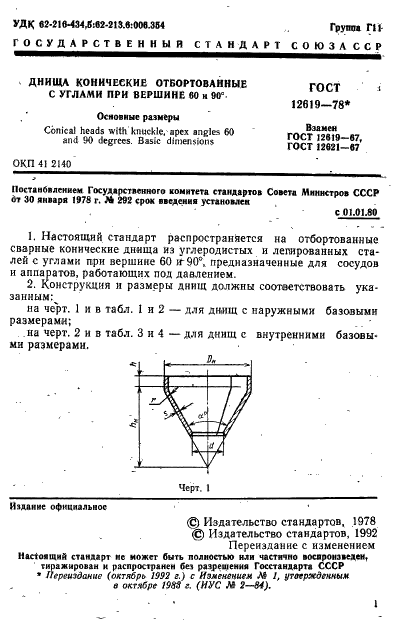 УДК 62-216-434,5:62-213.6:006.354 Группа Г11
ГОСУДАРСТВЕННЫЙ СТАНДАРТ СОЮЗА ССР
ДНИЩА КОНИЧЕСКИЕ ОТБОРТОВАННЫЕ
С УГЛАМИ ПРИ ВЕРШИНЕ 60 и 90°
Основные размеры
Conical heads with knuckle, apex angles 60
and 90 degrees. Basic dimensions
ГОСТ
12619—78*
Взамен
ГОСТ 12619—67,
ГОСТ 12621—67
ОКП 41 2140
Постановлением Государственного комитета стандартов Совета Министров СССР
от 30 января 1978 г. № 292 срок введения установлен
с 01.01.80
1. Настоящий стандарт распространяется на отбортованные
сварные конические днища из углеродистых и легированных ста-
лей с углами при вершине 60 и 90°, предназначенные для сосудов
и аппаратов, работающих под давлением.
2. Конструкция и размеры днищ должны соответствовать ука-
занным:
на черт. 1 и в табл. 1 и 2 — для днищ с наружными базовыми
размерами;
на черт. 2 и в табл. 3 и 4 — для днищ с внутренними базовы-
ми размерами.
Dн
h
r
s
α°
hн
d
Черт. 1
Издание официальное
© Издательство стандартов, 1978
© Издательство стандартов, 1992
Переиздание с изменением
Настоящий стандарт не может быть полностью или частично воспроизведен,
тиражирован и распространен без разрешения Госстандарта СССР
* Переиздание (октябрь 1992 г.) с Изменением № 1, утвержденным
в октябре 1983 г. (ИУС № 2—84).
1